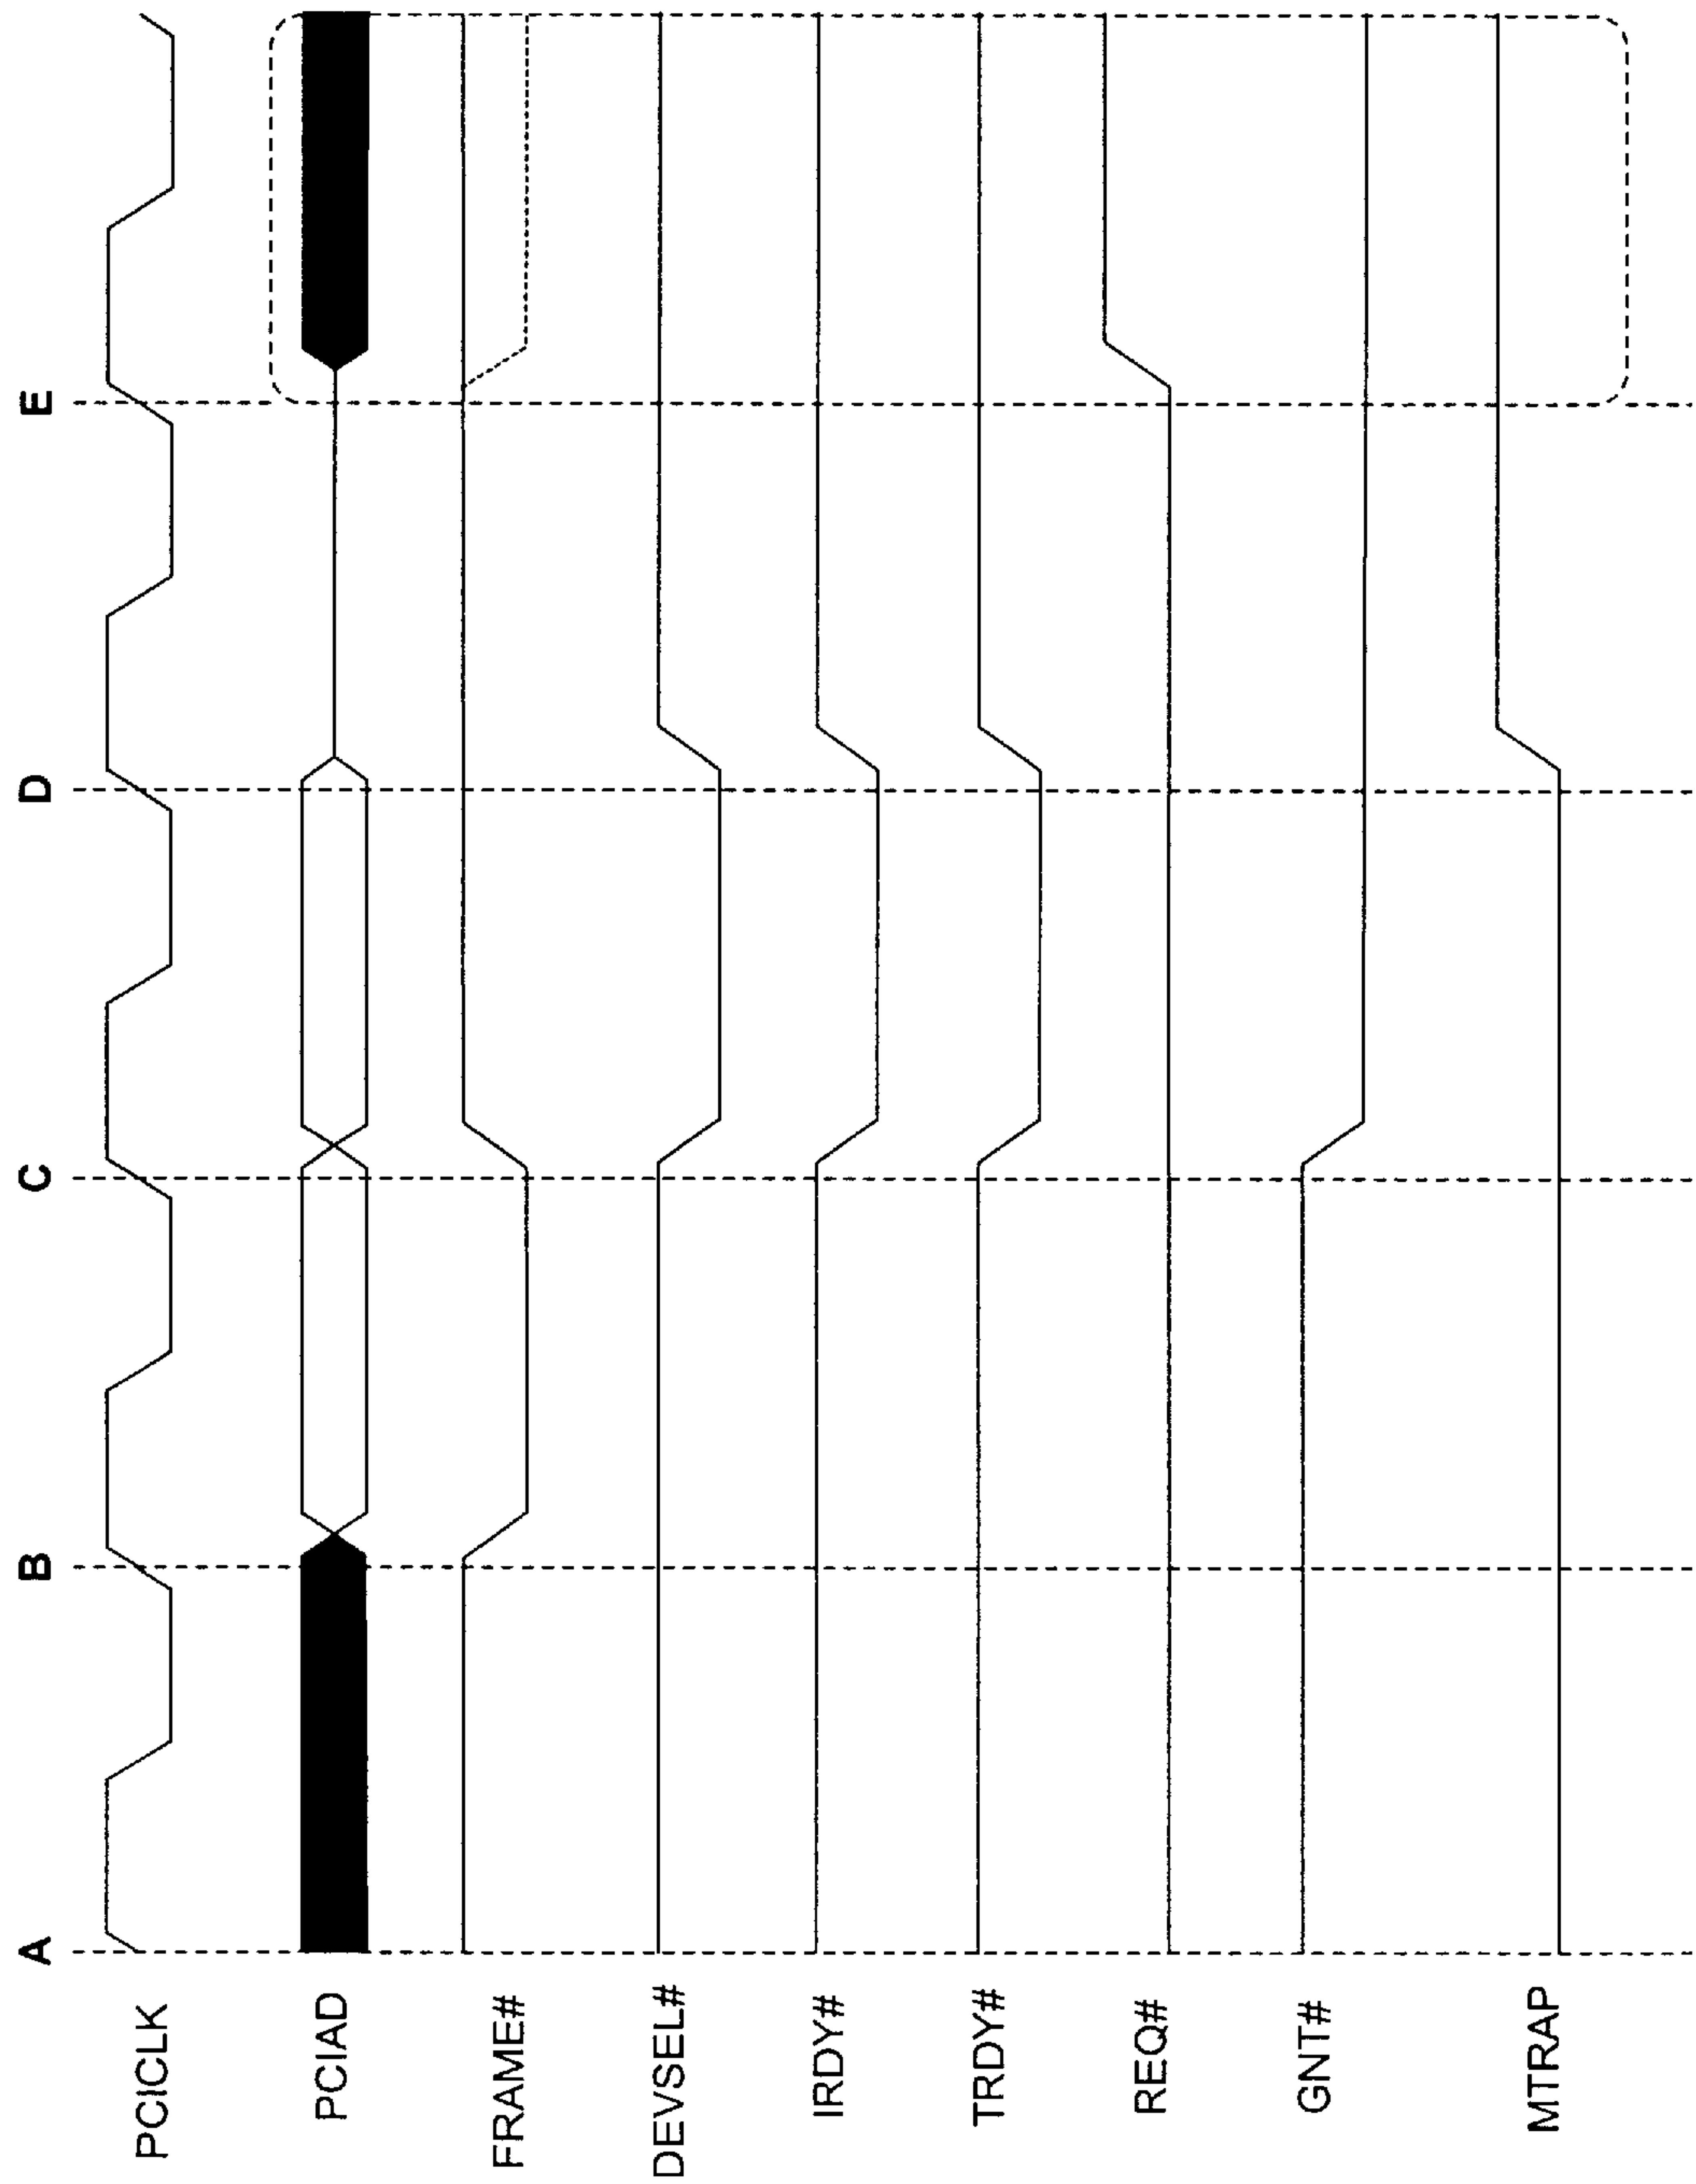 A B C D E
PCICLK
PCIAD
FRAME#
DEVSEL#
IRDY#
TRDY#
REQ#
GNT#
MTRAP